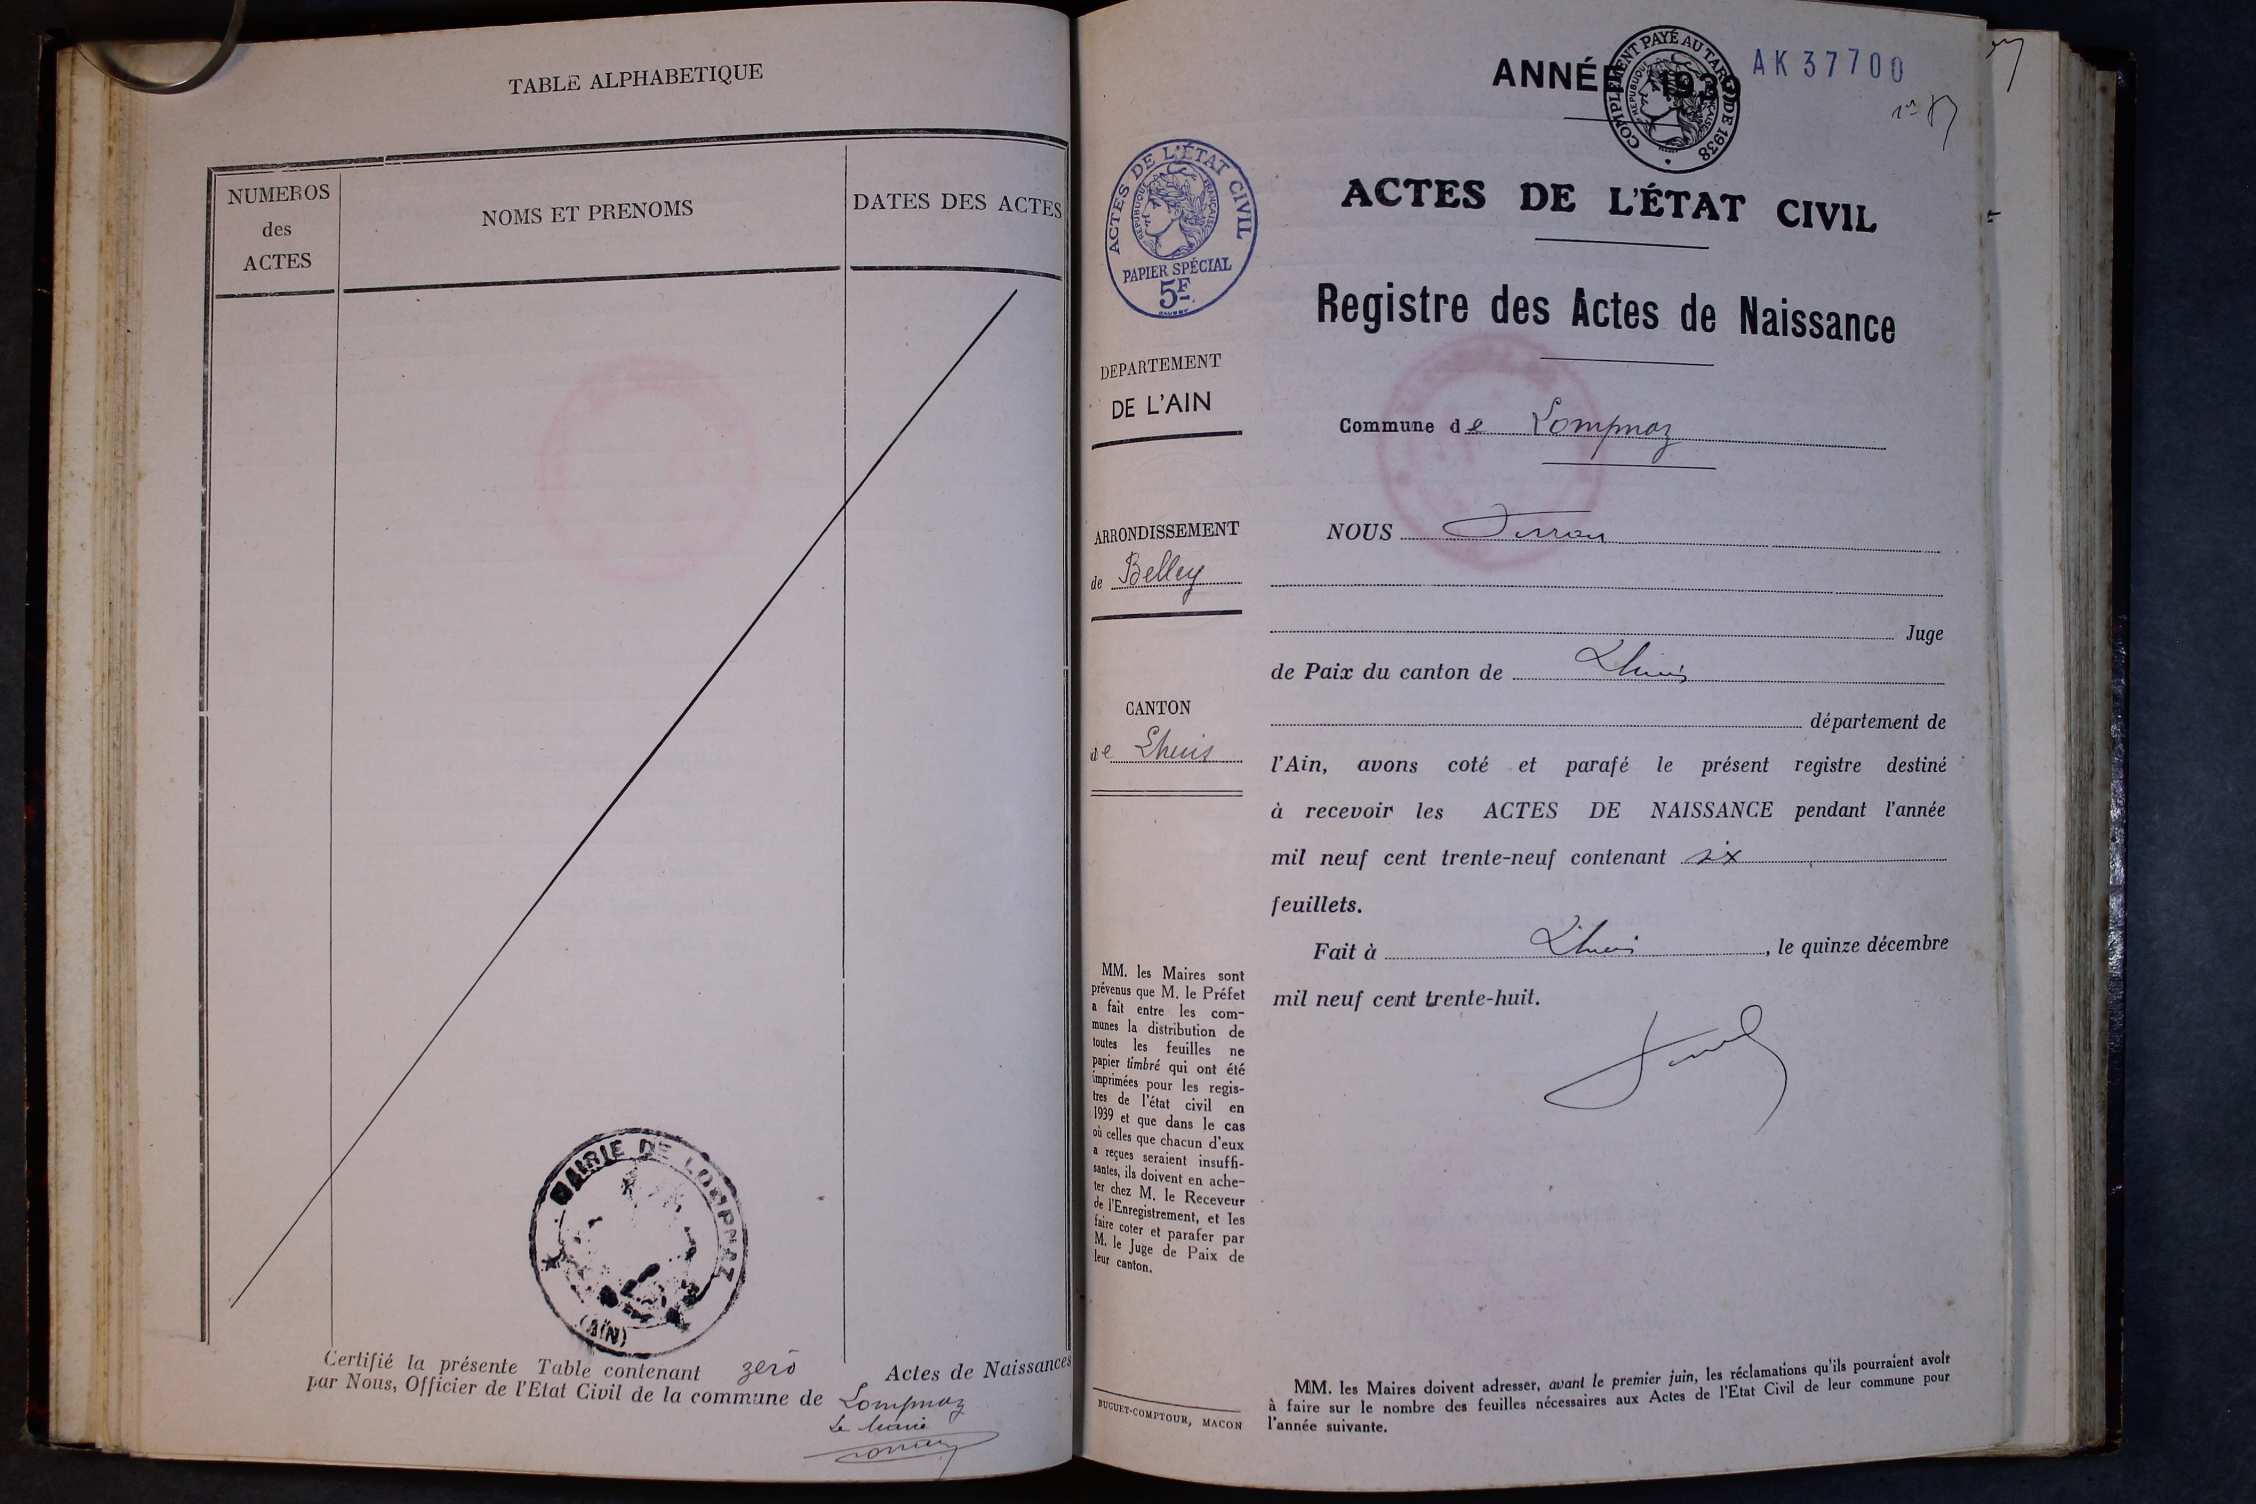 TABLE ALPHABETIQUE
NUMEROS
des
ACTES
NOMS ET PRENOMS
DATES DES ACTES
MAIRIE DE LOMPNAZ
(AIN)
Certifié la présente Table contenant zero Actes de Naissances
par Nous, Officier de l'Etat Civil de la commune de Lompnaz
Le Maire
ANNÉE 193
COMPLEMENT PAYÉ AU TARIF DE 1938
RÉPUBLIQUE FRANÇAISE
AK 37700
ACTES DE L'ÉTAT CIVIL
RÉPUBLIQUE FRANÇAISE
PAPIER SPÉCIAL
5F
ACTES DE L'ÉTAT CIVIL
Registre des Actes de Naissance
DEPARTEMENT
DE L'AIN
Commune de Lompnaz
ARRONDISSEMENT
de Belley
CANTON
de Lhuis
NOUS
Juge
de Paix du canton de Lhuis
département de
l'Ain, avons coté et parafé le présent registre destiné
à recevoir les ACTES DE NAISSANCE pendant l'année
mil neuf cent trente-neuf contenant six
feuillets.
Fait à Lhuis, le quinze décembre
mil neuf cent trente-huit.
MM. les Maires sont
prévenus que M. le Préfet
a fait entre les com-
munes la distribution de
toutes les feuilles ne
papier timbré qui ont été
imprimées pour les regis-
tres de l'état civil en
1939 et que dans le cas
où celles que chacun d'eux
a reçues seraient insuffi-
santes, ils doivent en ache-
ter chez M. le Receveur
de l'Enregistrement, et les
faire coter et parafer par
M. le Juge de Paix de
leur canton.
BUGUET-COMPTOUR, MACON
MM. les Maires doivent adresser, avant le premier juin, les réclamations qu'ils pourraient avoir
à faire sur le nombre des feuilles nécessaires aux Actes de l'Etat Civil de leur commune pour
l'année suivante.